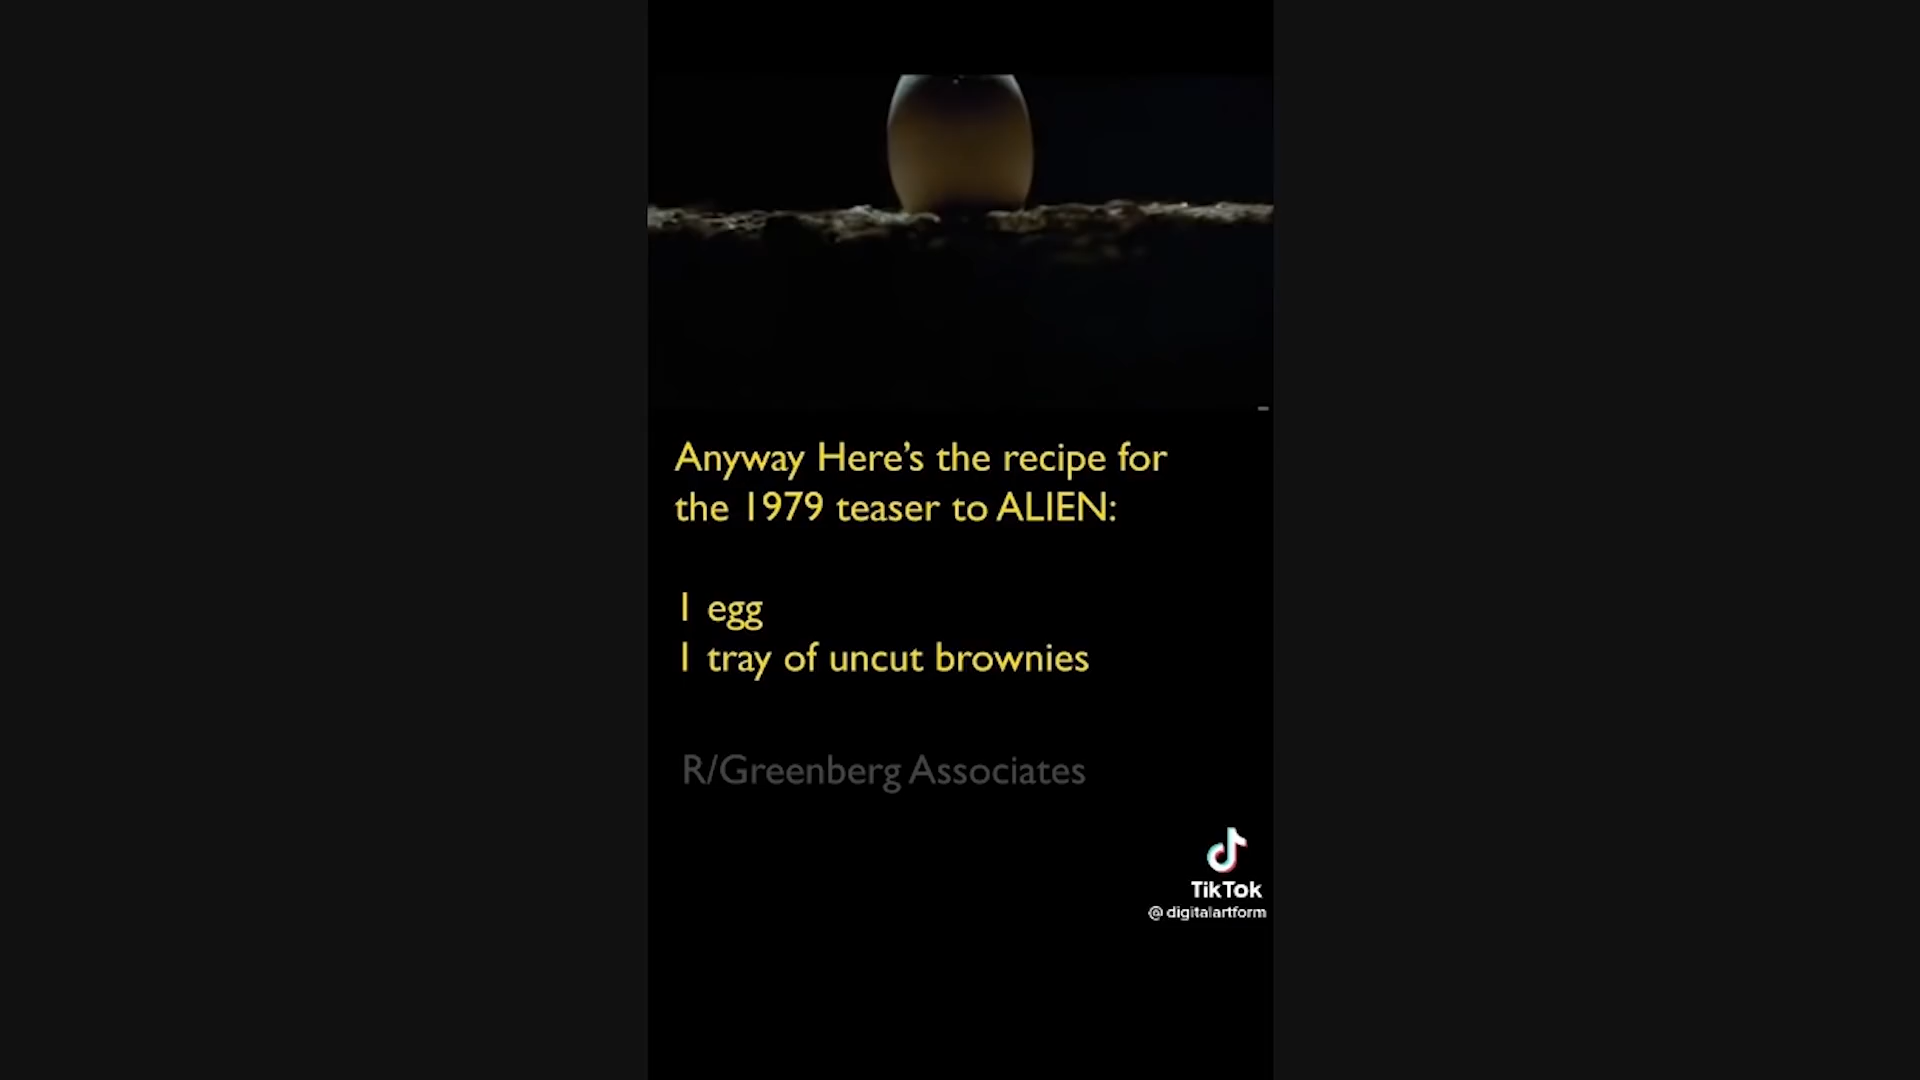 Anyway Here's the recipe for
the 1979 teaser to ALIEN:
1 egg
1 tray of uncut brownies
R/Greenberg Associates
TikTok
@digitalartform